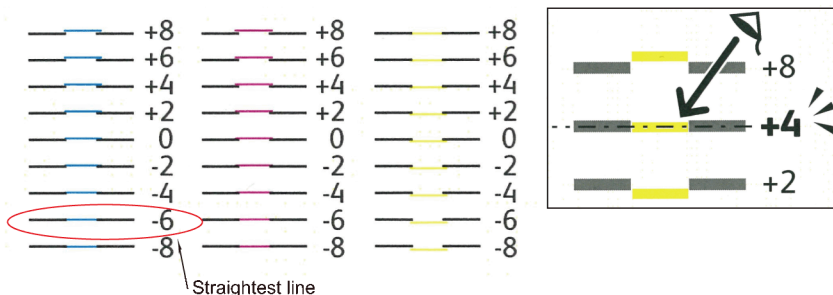 +8 +8 +8
+6 +6 +6
+4 +4 +4
+2 +2 +2
0 0 0
-2 -2 -2
-4 -4 -4
-6 -6 -6
-8 -8 -8
Straightest line
+8
+4
+2